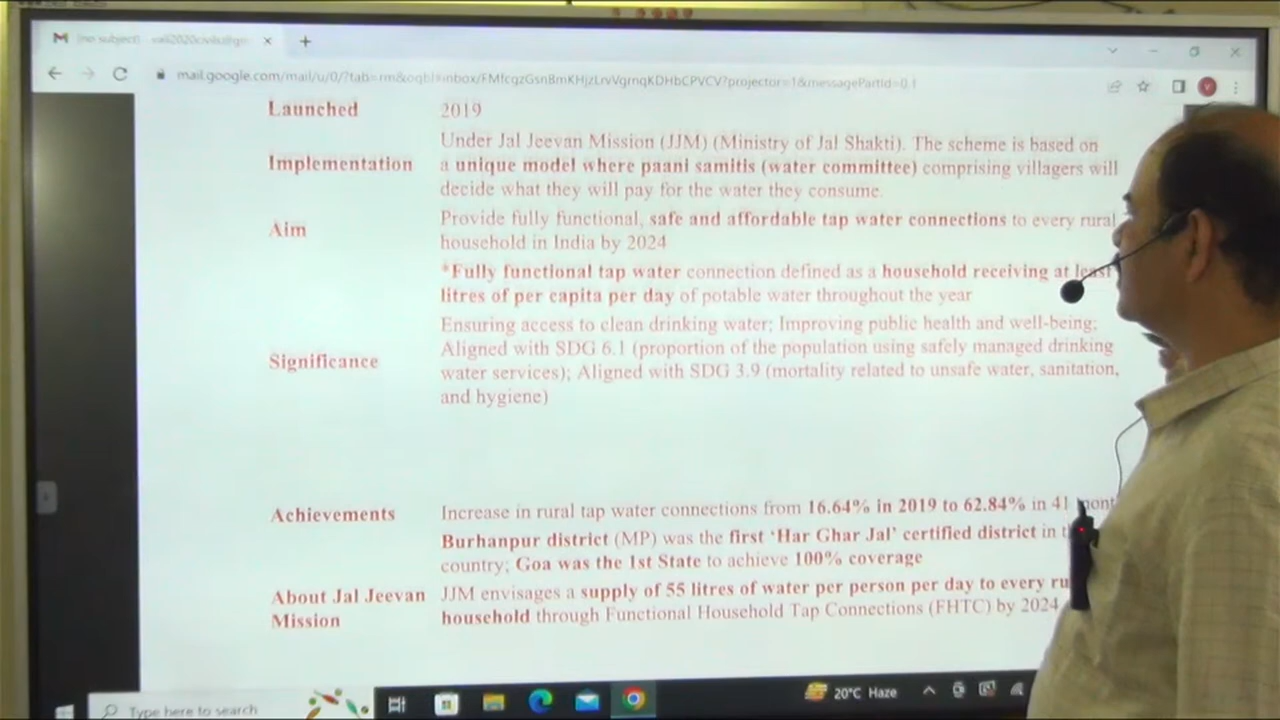 (no subject)
mail.google.com/mail/u/0/?tab=rm&ogbl#inbox/FMfcgzGsnBmKHjzLrvVgrnqKDHbCPVCV?projector=1&messagePartId=0.1
Launched 2019
Under Jal Jeevan Mission (JJM) (Ministry of Jal Shakti). The scheme is based on
Implementation a unique model where paani samitis (water committee) comprising villagers will
decide what they will pay for the water they consume.
Aim Provide fully functional, safe and affordable tap water connections to every rural
household in India by 2024
*Fully functional tap water connection defined as a household receiving at least
litres of per capita per day of potable water throughout the year
Ensuring access to clean drinking water; Improving public health and well-being;
Significance Aligned with SDG 6.1 (proportion of the population using safely managed drinking
water services); Aligned with SDG 3.9 (mortality related to unsafe water, sanitation,
and hygiene)
Achievements Increase in rural tap water connections from 16.64% in 2019 to 62.84% in 41
Burhanpur district (MP) was the first ‘Har Ghar Jal’ certified district in
country; Goa was the 1st State to achieve 100% coverage
About Jal Jeevan JJM envisages a supply of 55 litres of water per person per day to every
Mission household through Functional Household Tap Connections (FHTC) by 2024
Type here to search
20°C Haze